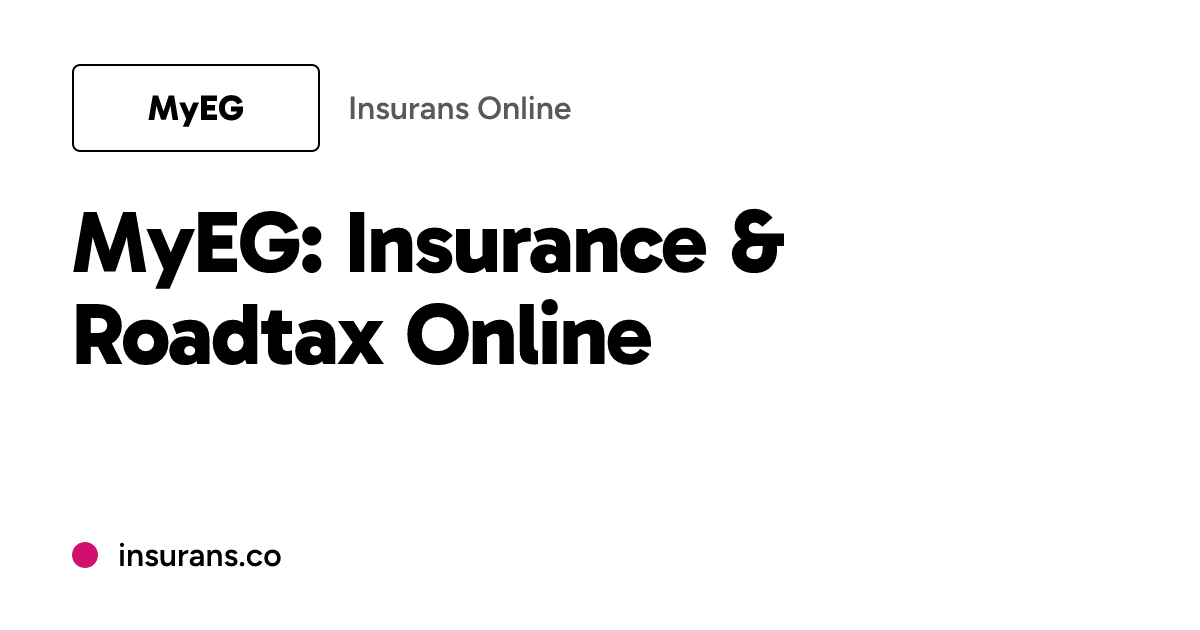 MyEG
Insurans Online
MyEG: Insurance &
Roadtax Online
insurans.co